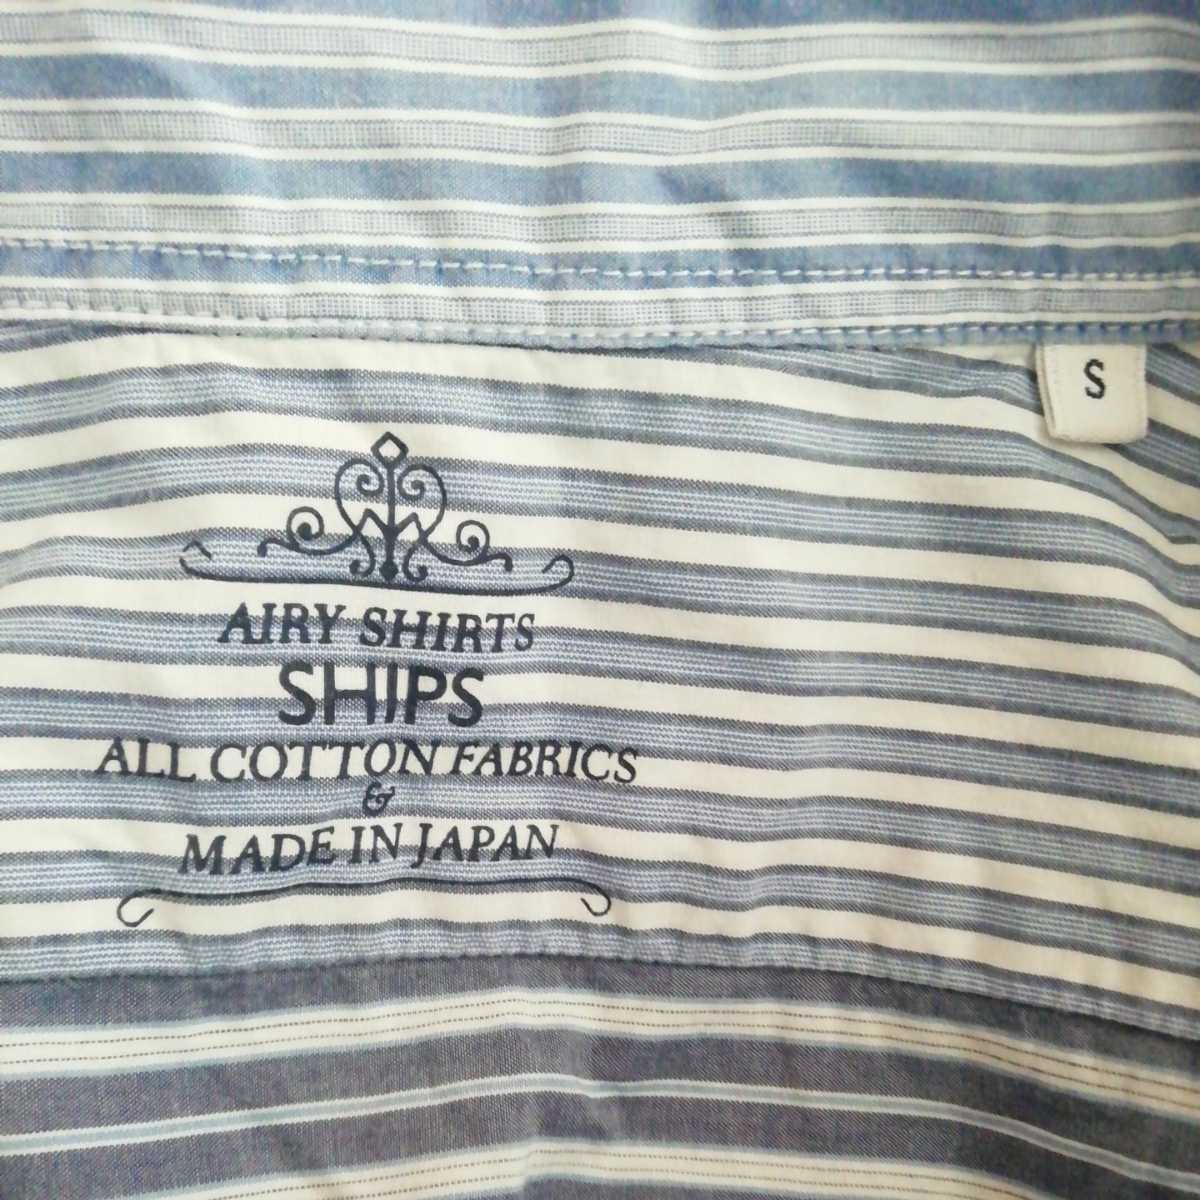 S
AIRY SHIRTS
SHIPS
ALL COTTON FABRICS
&
MADE IN JAPAN